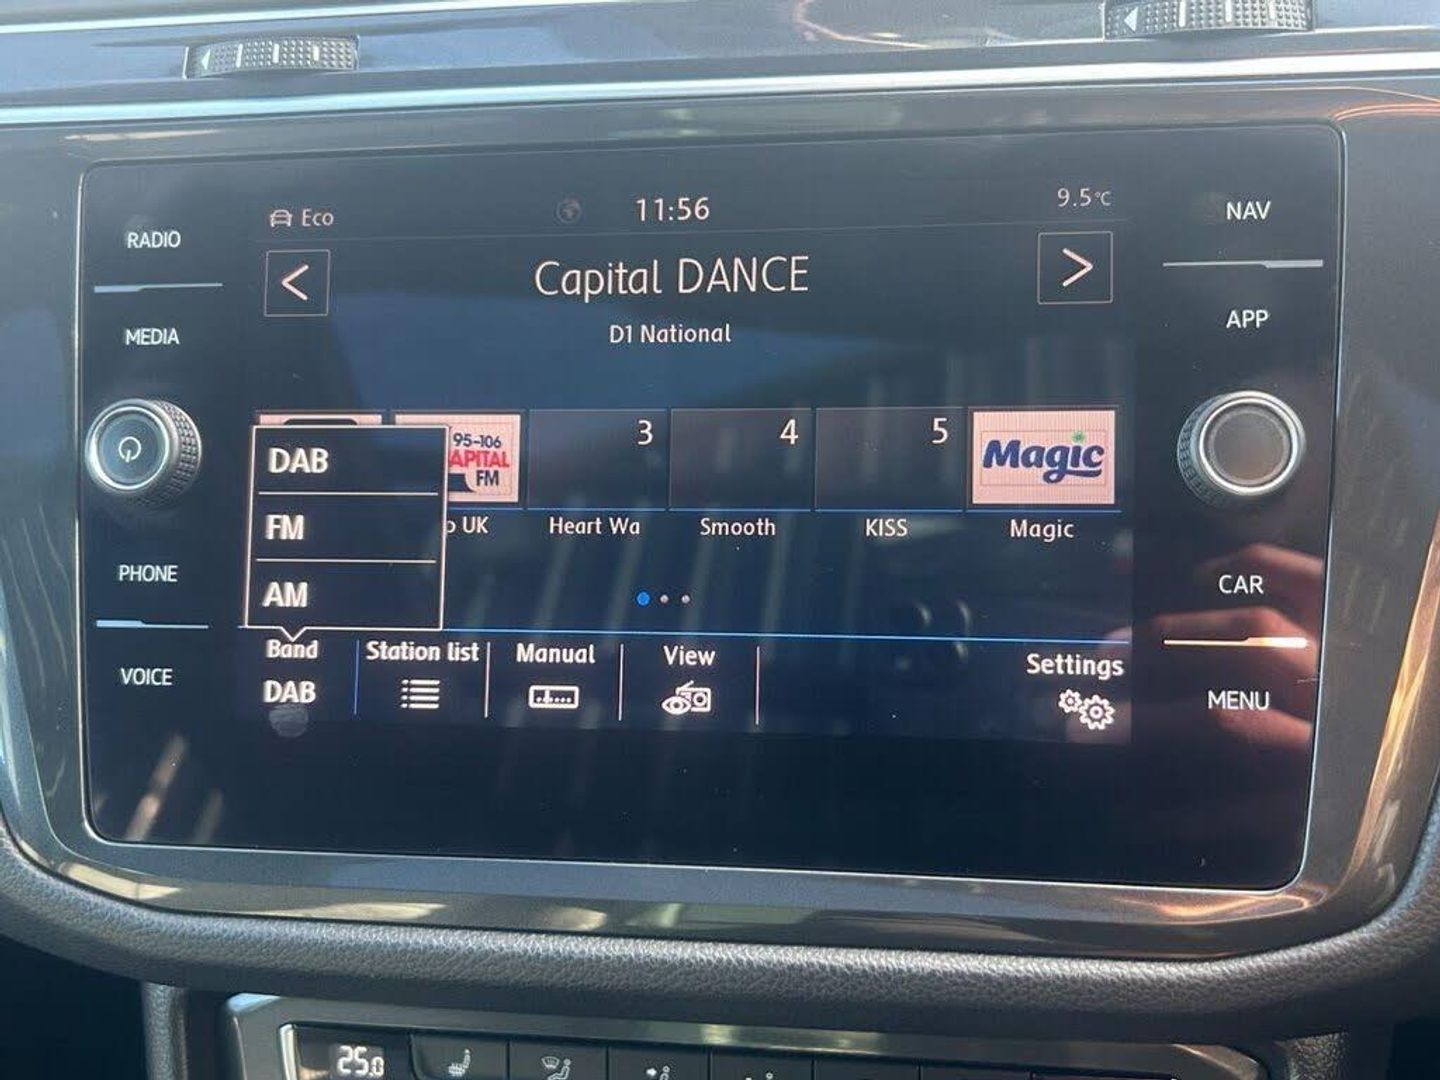 Eco
11:56
9.5°C
RADIO
MEDIA
PHONE
VOICE
NAV
APP
CAR
MENU
Capital DANCE
D1 National
DAB
FM
AM
95-106
APITAL
FM
3
4
5
Magic
UK
Heart Wa
Smooth
KISS
Magic
Band
DAB
Station list
Manual
View
Settings
25.0